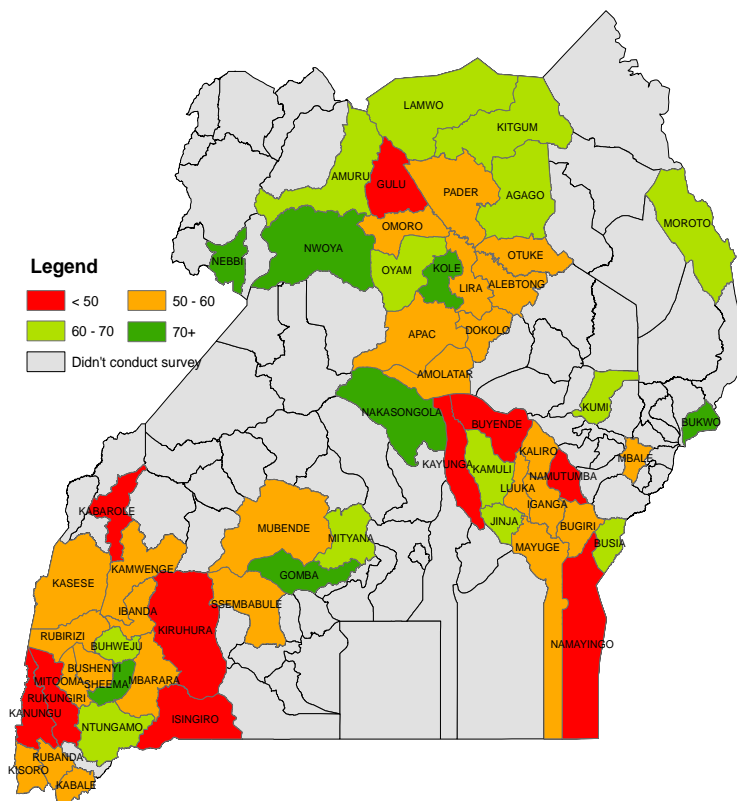 LAMWO
KITGUM
AMURU
GULU
PADER
AGAGO
MOROTO
OMORO
NWOYA
OTUKE
NEBBI
OYAM
KOLE
Legend
LIRA
ALEBTONG
< 50
50 - 60
60 - 70
70+
APAC
DOKOLO
Didn't conduct survey
AMOLATAR
KUMI
NAKASONGOLA
BUYENDE
BUKWO
KALIRO
MBALE
KAYUNGA
KAMULI
NAMUTUMBA
LUUKA
KABAROLE
IGANGA
MUBENDE
JINJA
BUGIRI
MITYANA
BUSIA
MAYUGE
KAMWENGE
GOMBA
KASESE
SSEMBABULE
IBANDA
KIRUHURA
RUBIRIZI
BUHWEJU
NAMAYINGO
BUSHENYI
MITOOMA
SHEEMA
MBARARA
RUKUNGIRI
KANUNGU
ISINGIRO
NTUNGAMO
RUBANDA
KISORO
KABALE